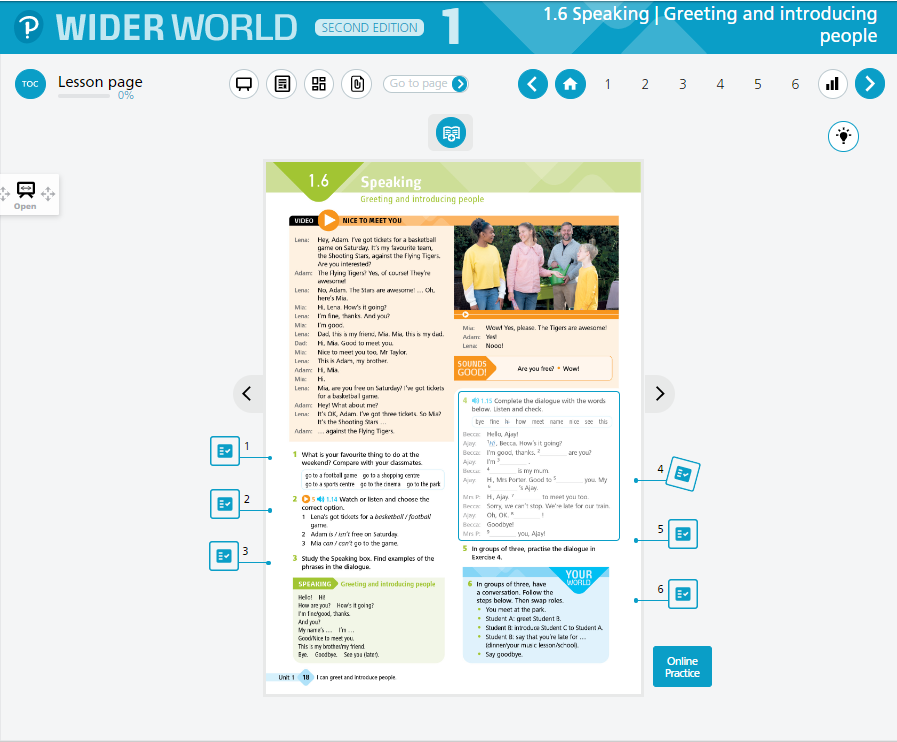 WIDER WORLD SECOND EDITION 1
1.6 Speaking | Greeting and introducing
people
TOC
Lesson page
0%
Go to page
1 2 3 4 5 6
Open
1.6 Speaking
Greeting and introducing people
VIDEO NICE TO MEET YOU
Lena: Hey, Adam. I've got tickets for a basketball
game on Saturday. It's my favourite team,
the Shooting Stars, against the Flying Tigers.
Are you interested?
Adam: The Flying Tigers? Yes, of course! They're
awesome!
Lena: No, Adam. The Stars are awesome! ... Oh,
here's Mia.
Mia: Hi, Lena. How's it going?
Lena: I'm fine, thanks. And you?
Mia: I'm good.
Lena: Dad, this is my friend, Mia. Mia, this is my dad.
Dad: Hi, Mia. Good to meet you.
Mia: Nice to meet you too, Mr Taylor.
Lena: This is Adam, my brother.
Adam: Hi, Mia.
Mia: Hi.
Lena: Mia, are you free on Saturday? I've got tickets
for a basketball game.
Adam: Hey! What about me?
Lena: It's OK, Adam. I've got three tickets. So Mia?
It's the Shooting Stars ...
Adam: ... against the Flying Tigers.
Mia: Wow! Yes, please. The Tigers are awesome!
Adam: Yes!
Lena: Nooo!
SOUNDS
GOOD!
Are you free? • Wow!
1
2
3
1 What is your favourite thing to do at the
weekend? Compare with your classmates.
go to a football game go to a shopping centre
go to a sports centre go to the cinema go to the park
2 5 1.14 Watch or listen and choose the
correct option.
1 Lena's got tickets for a basketball / football
game.
2 Adam is / isn't free on Saturday.
3 Mia can / can't go to the game.
3 Study the Speaking box. Find examples of the
phrases in the dialogue.
SPEAKING Greeting and introducing people
Hello! Hi!
How are you? How's it going?
I'm fine/good, thanks.
And you?
My name's ... I'm ...
Good/Nice to meet you.
This is my brother/my friend.
Bye. Goodbye. See you (later).
4 1.15 Complete the dialogue with the words
below. Listen and check.
bye fine hi how meet name nice see this
Becca: Hello, Ajay!
Ajay: 1Hi, Becca. How's it going?
Becca: I'm good, thanks. 2______ are you?
Ajay: I'm 3______ .
Becca: 4______ is my mum.
Ajay: Hi, Mrs Porter. Good to 5______ you. My
6______ 's Ajay.
Mrs P: Hi, Ajay. 7______ to meet you too.
Becca: Sorry, we can't stop. We're late for our train.
Ajay: Oh, OK. 8______ !
Becca: Goodbye!
Mrs P: 9______ you, Ajay!
4
5
6
5 In groups of three, practise the dialogue in
Exercise 4.
YOUR
WORLD
6 In groups of three, have
a conversation. Follow the
steps below. Then swap roles.
• You meet at the park.
• Student A: greet Student B.
• Student B: introduce Student C to Student A.
• Student B: say that you're late for ...
(dinner/your music lesson/school).
• Say goodbye.
Unit 1 18 I can greet and introduce people.
Online
Practice